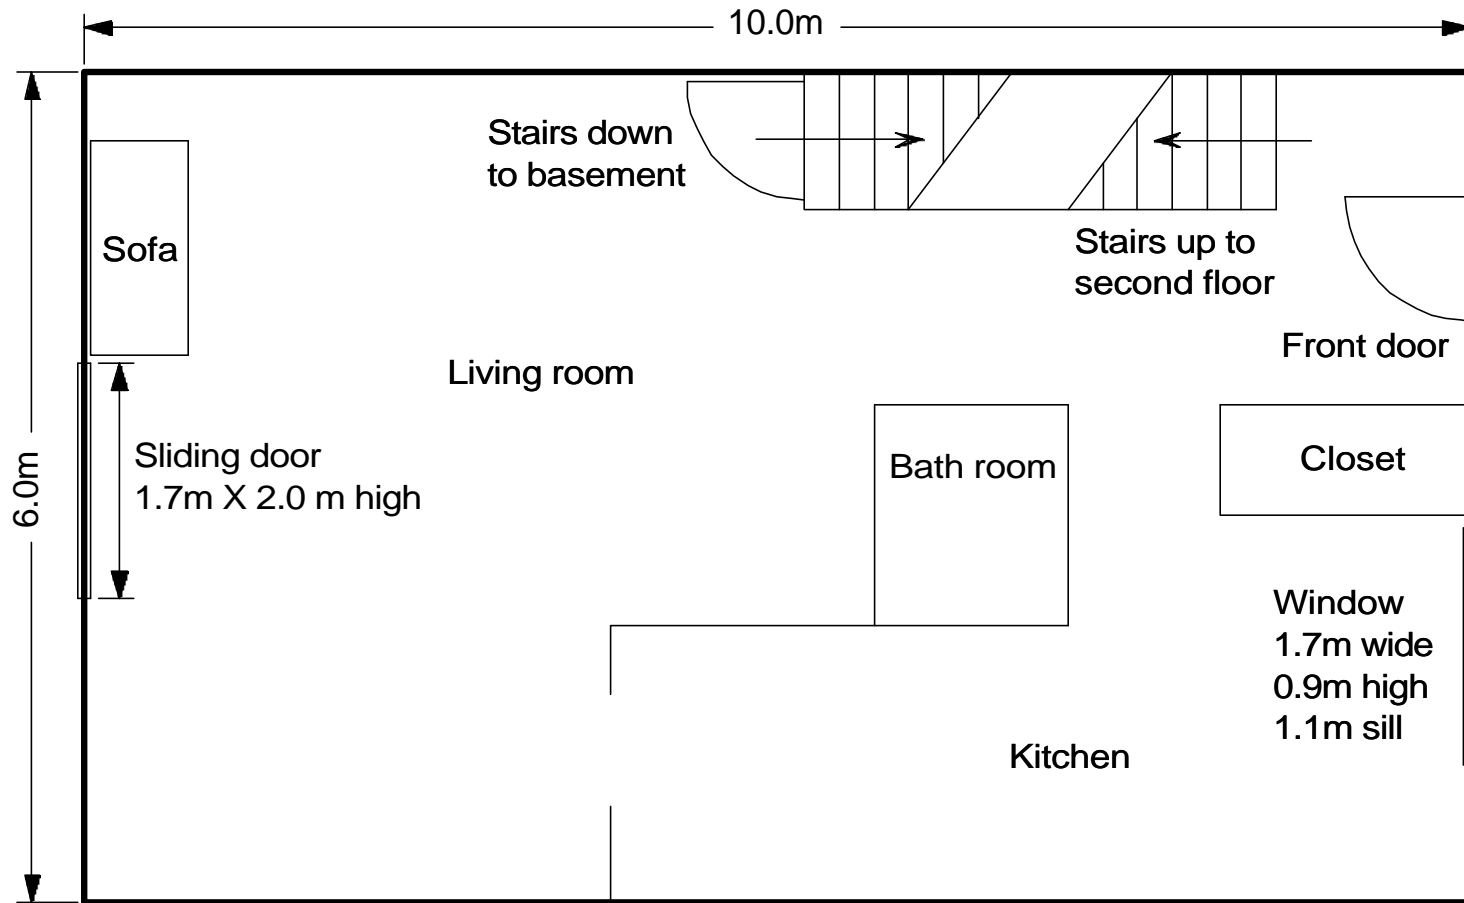 10.0m
Stairs down
to basement
Sofa
Stairs up to
second floor
Front door
Living room
Sliding door
1.7m X 2.0 m high
6.0m
Bath room
Closet
Window
1.7m wide
0.9m high
1.1m sill
Kitchen